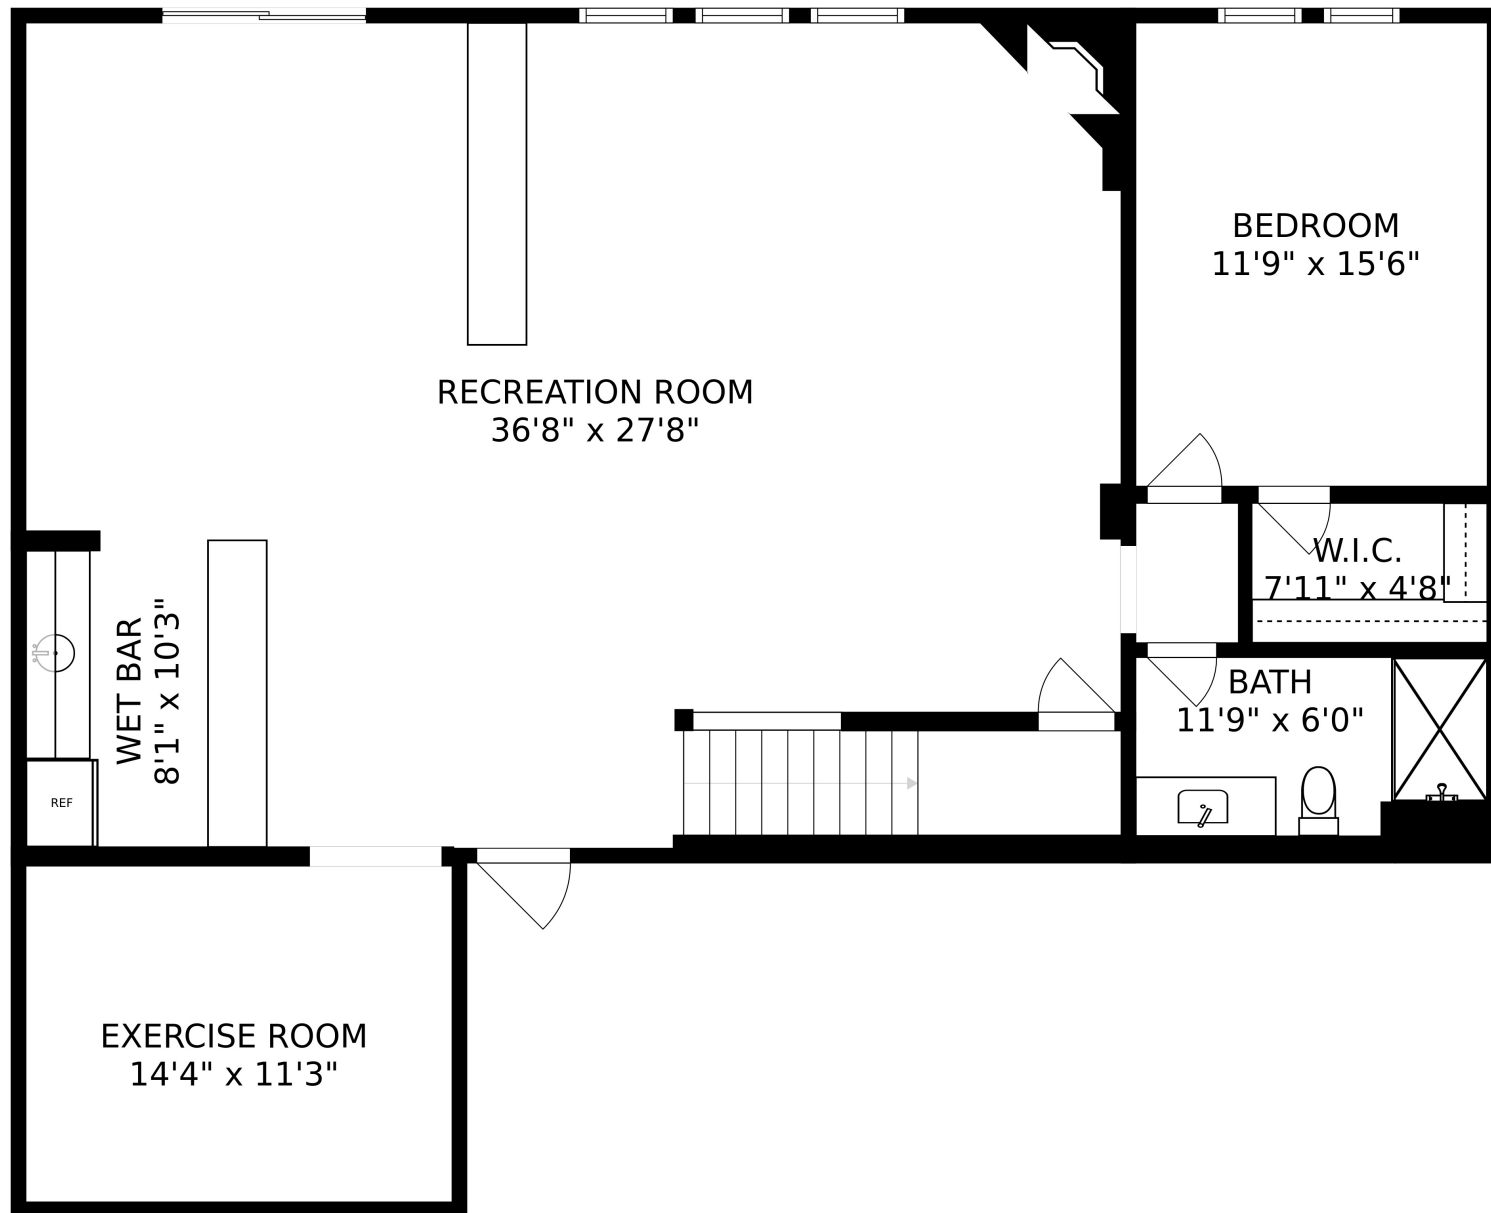 BEDROOM
11'9" x 15'6"
RECREATION ROOM
36'8" x 27'8"
W.I.C.
7'11" x 4'8"
WET BAR
8'1" x 10'3"
BATH
11'9" x 6'0"
REF
EXERCISE ROOM
14'4" x 11'3"